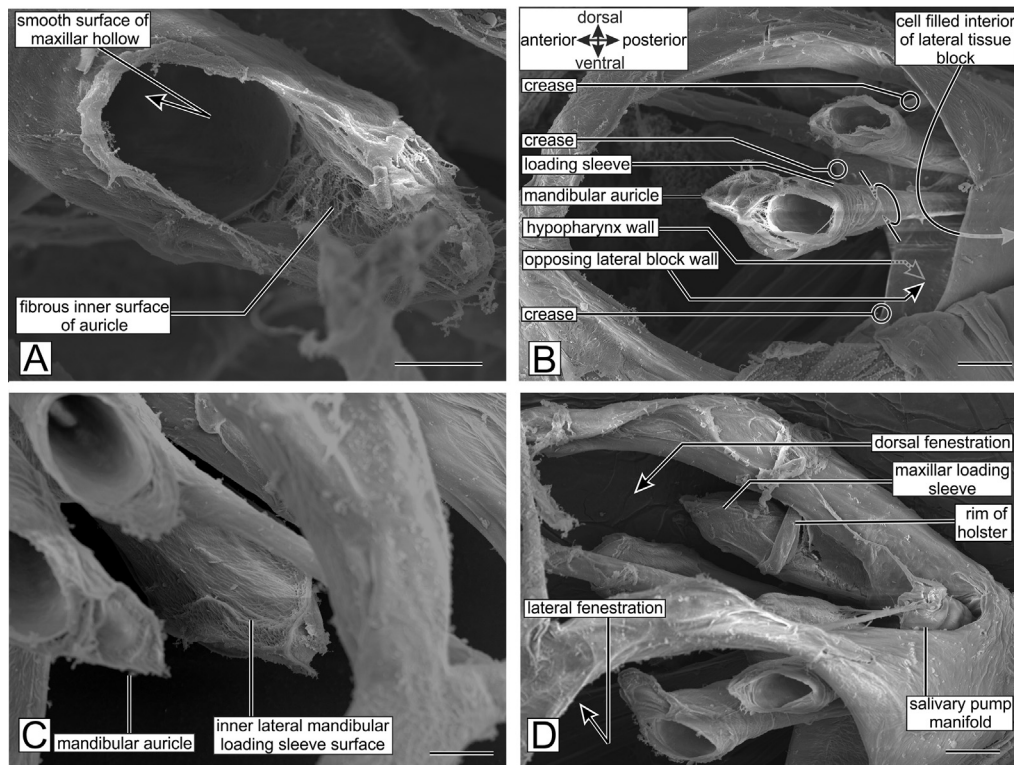 smooth surface of
maxillar hollow
fibrous inner surface
of auricle
A
dorsal
anterior posterior
ventral
cell filled interior
of lateral tissue
block
crease
crease
loading sleeve
mandibular auricle
hypopharynx wall
opposing lateral block wall
crease
B
C
mandibular auricle
inner lateral mandibular
loading sleeve surface
dorsal fenestration
maxillar loading
sleeve
rim of
holster
lateral fenestration
salivary pump
manifold
D